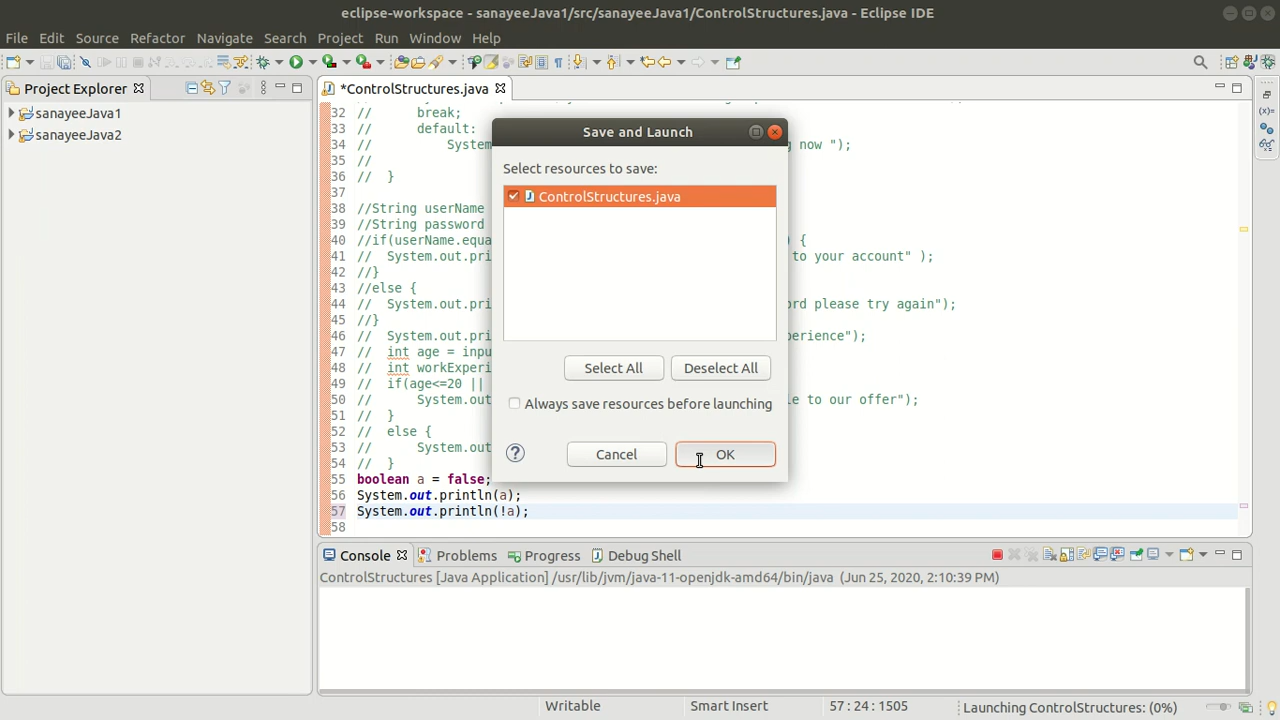 eclipse-workspace - sanayeeJava1/src/sanayeeJava1/ControlStructures.java - Eclipse IDE
File Edit Source Refactor Navigate Search Project Run Window Help
Project Explorer
sanayeeJava1
sanayeeJava2
*ControlStructures.java
32 // break;
33 // default:
34 // System
now ");
35 //
36 // }
37
38 //String userName
39 //String password
40 //if(userName.equa
) {
41 // System.out.pri
to your account" );
42 //}
43 //else {
44 // System.out.pri
rd please try again");
45 //}
46 // System.out.pri
perience");
47 // int age = inpu
48 // int workExperi
49 // if(age<=20 ||
50 // System.out
le to our offer");
51 // }
52 // else {
53 // System.out
54 // }
55 boolean a = false;
56 System.out.println(a);
57 System.out.println(!a);
58
Save and Launch
Select resources to save:
ControlStructures.java
Select All Deselect All
Always save resources before launching
Cancel OK
Console Problems Progress Debug Shell
ControlStructures [Java Application] /usr/lib/jvm/java-11-openjdk-amd64/bin/java (Jun 25, 2020, 2:10:39 PM)
Writable Smart Insert 57 : 24 : 1505 Launching ControlStructures: (0%)